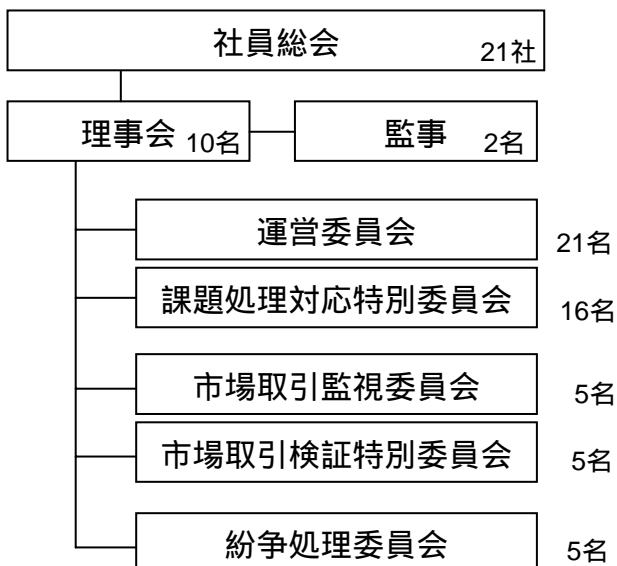 社員総会 21社
理事会 10名 監事 2名
運営委員会 21名
課題処理対応特別委員会 16名
市場取引監視委員会 5名
市場取引検証特別委員会 5名
紛争処理委員会 5名